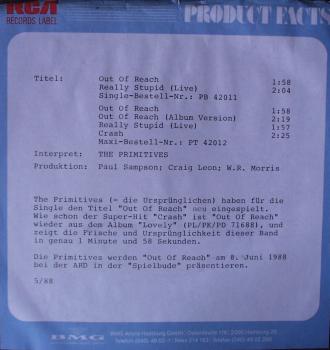 RCA
RECORDS LABEL
PRODUCT FACTS
Titel: Out Of Reach 1:58
Really Stupid (Live) 2:04
Single-Bestell-Nr.: PB 42011
Out Of Reach 1:58
Out Of Reach (Album Version) 2:19
Really Stupid (Live) 1:57
Crash 2:25
Maxi-Bestell-Nr.: PT 42012
Interpret: THE PRIMITIVES
Produktion: Paul Sampson; Craig Leon; W.R. Morris
The Primitives (= die Ursprünglichen) haben für die
Single den Titel "Out Of Reach" neu eingespielt.
Wie schon der Super-Hit "Crash" ist "Out Of Reach"
wieder aus dem Album "Lovely" (PL/PK/PD 71688), und
zeigt die Frische und Ursprünglichkeit dieser Band
in genau 1 Minute und 58 Sekunden.
Die Primitives werden "Out Of Reach" am 8. Juni 1988
bei der ARD in der "Spielbude" präsentieren.
5/88
BMG
BMG Ariola Hamburg GmbH